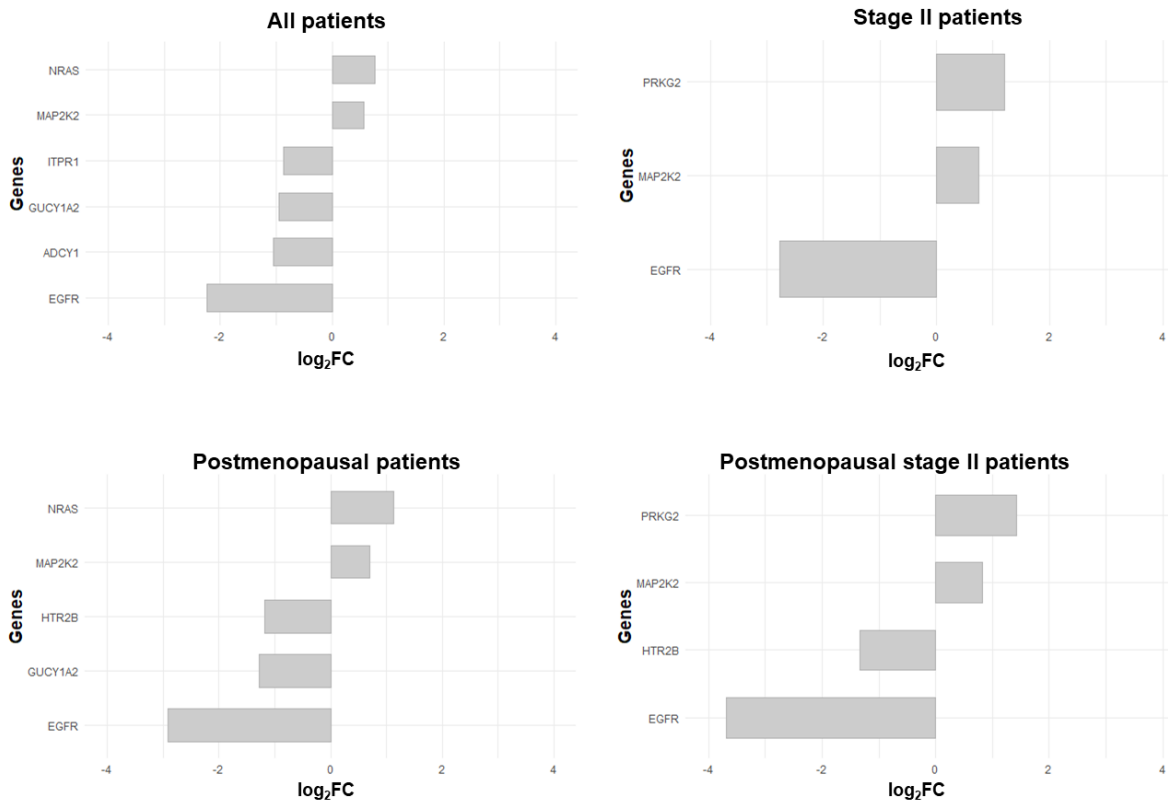 All patients
Genes
NRAS
MAP2K2
ITPR1
GUCY1A2
ADCY1
EGFR
-4 -2 0 2 4
log₂FC
Stage II patients
Genes
PRKG2
MAP2K2
EGFR
-4 -2 0 2 4
log₂FC
Postmenopausal patients
Genes
NRAS
MAP2K2
HTR2B
GUCY1A2
EGFR
-4 -2 0 2 4
log₂FC
Postmenopausal stage II patients
Genes
PRKG2
MAP2K2
HTR2B
EGFR
-4 -2 0 2 4
log₂FC